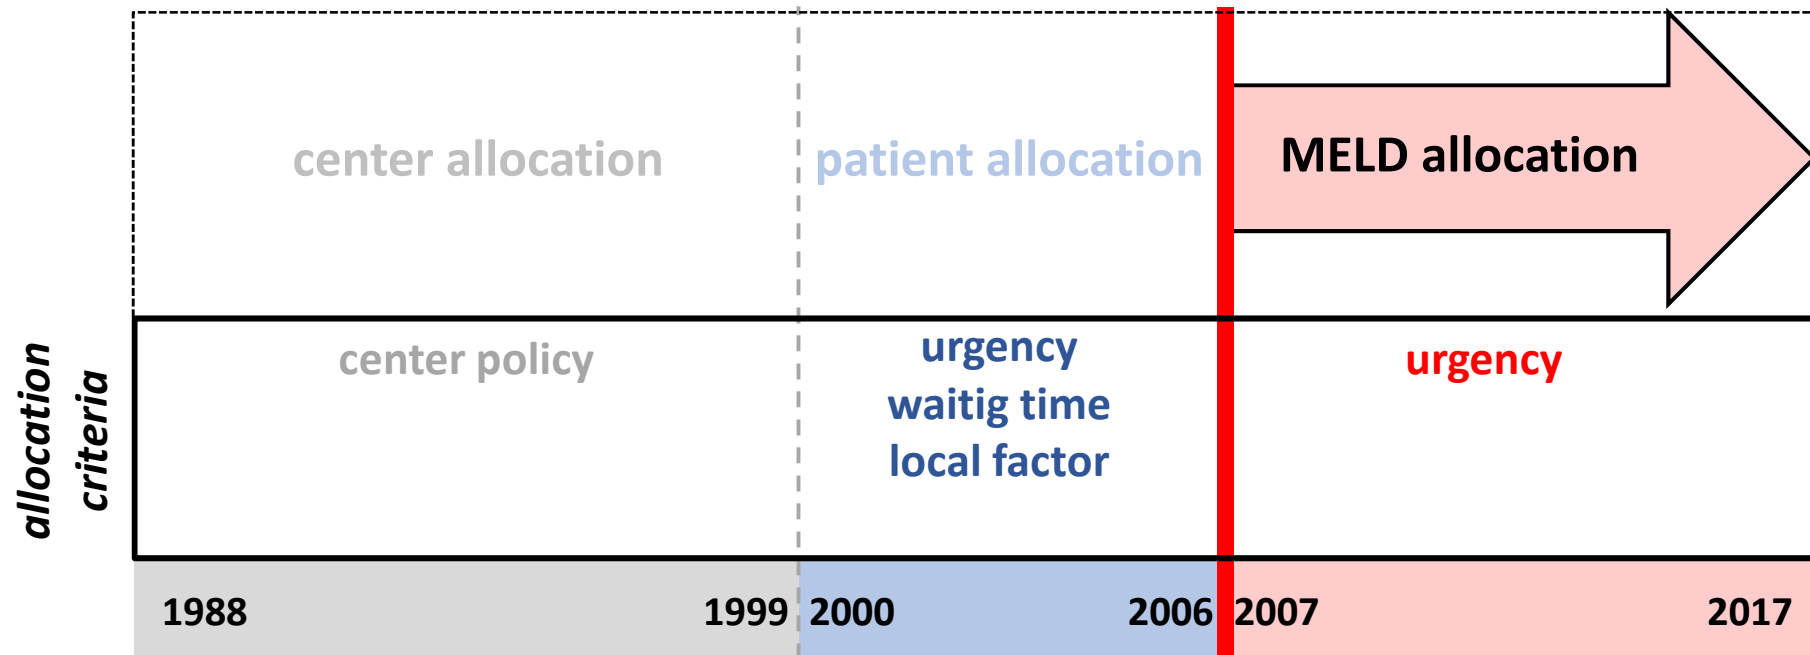 center allocation
patient allocation
MELD allocation
allocation
criteria
center policy
urgency
waitig time
local factor
urgency
1988
1999
2000
2006
2007
2017